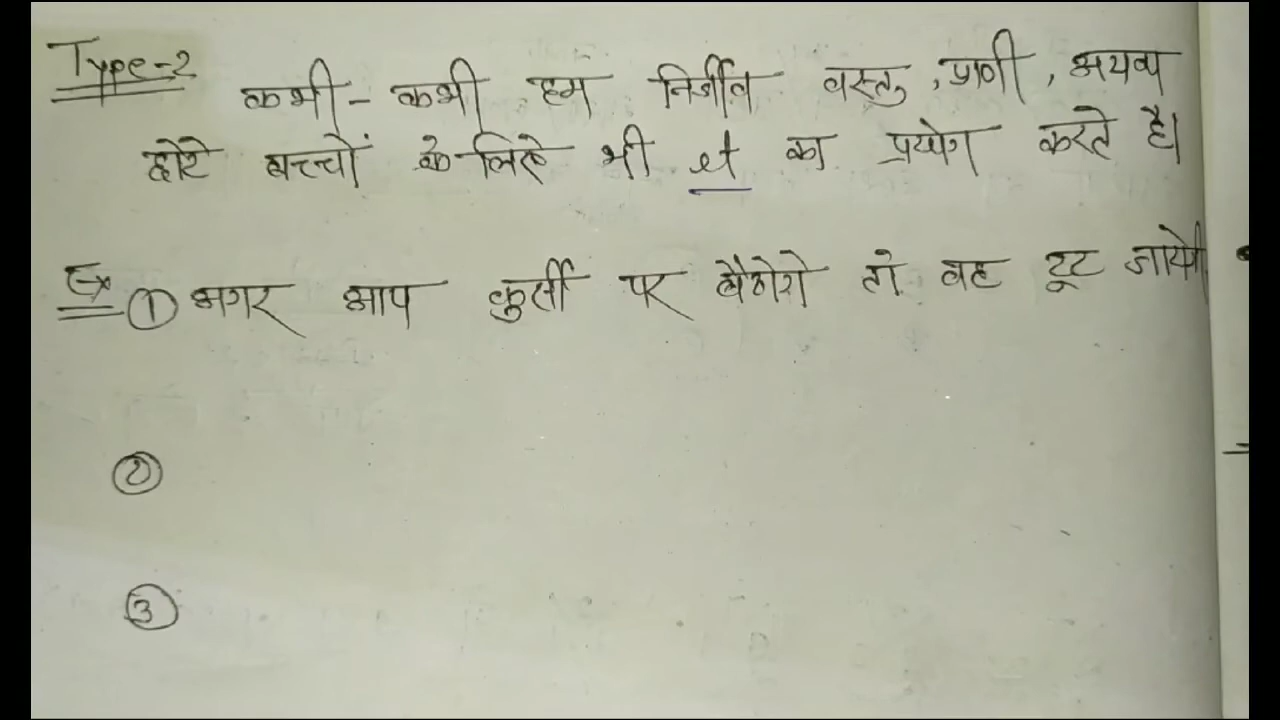 Type-2 कभी - कभी हम निर्जीव वस्तु, प्राणी, अथवा
छोटे बच्चों के लिए भी it का प्रयोग करते है।
Ex ① अगर आप कुर्सी पर बैठोगे तो वह टूट जायेगी
②
③